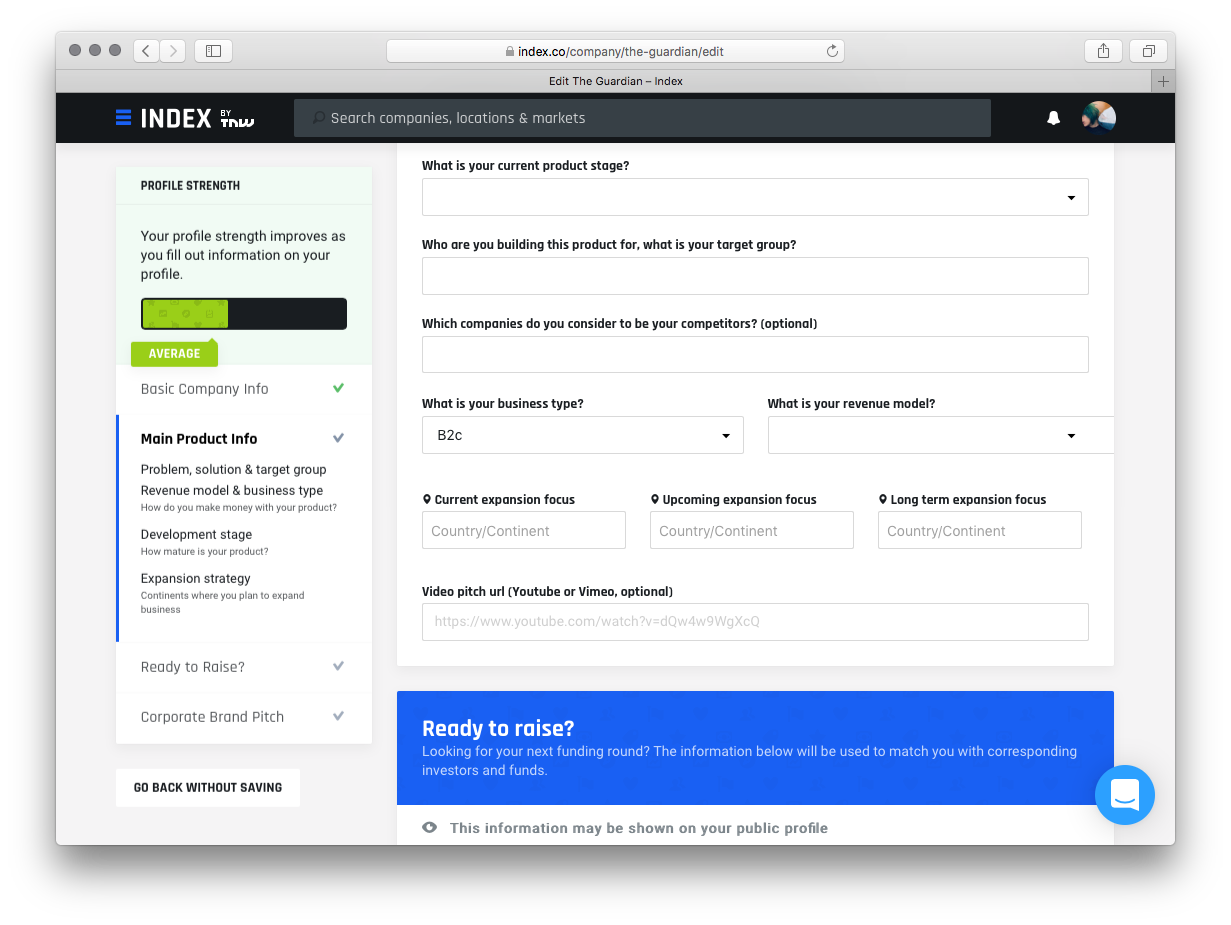 index.co/company/the-guardian/edit
Edit The Guardian – Index
INDEX BY TNW
Search companies, locations & markets
PROFILE STRENGTH
Your profile strength improves as
you fill out information on your
profile.
AVERAGE
Basic Company Info
Main Product Info
Problem, solution & target group
Revenue model & business type
How do you make money with your product?
Development stage
How mature is your product?
Expansion strategy
Continents where you plan to expand
business
Ready to Raise?
Corporate Brand Pitch
GO BACK WITHOUT SAVING
What is your current product stage?
Who are you building this product for, what is your target group?
Which companies do you consider to be your competitors? (optional)
What is your business type? What is your revenue model?
B2c
Current expansion focus Upcoming expansion focus Long term expansion focus
Country/Continent Country/Continent Country/Continent
Video pitch url (Youtube or Vimeo, optional)
https://www.youtube.com/watch?v=dQw4w9WgXcQ
Ready to raise?
Looking for your next funding round? The information below will be used to match you with corresponding
investors and funds.
This information may be shown on your public profile